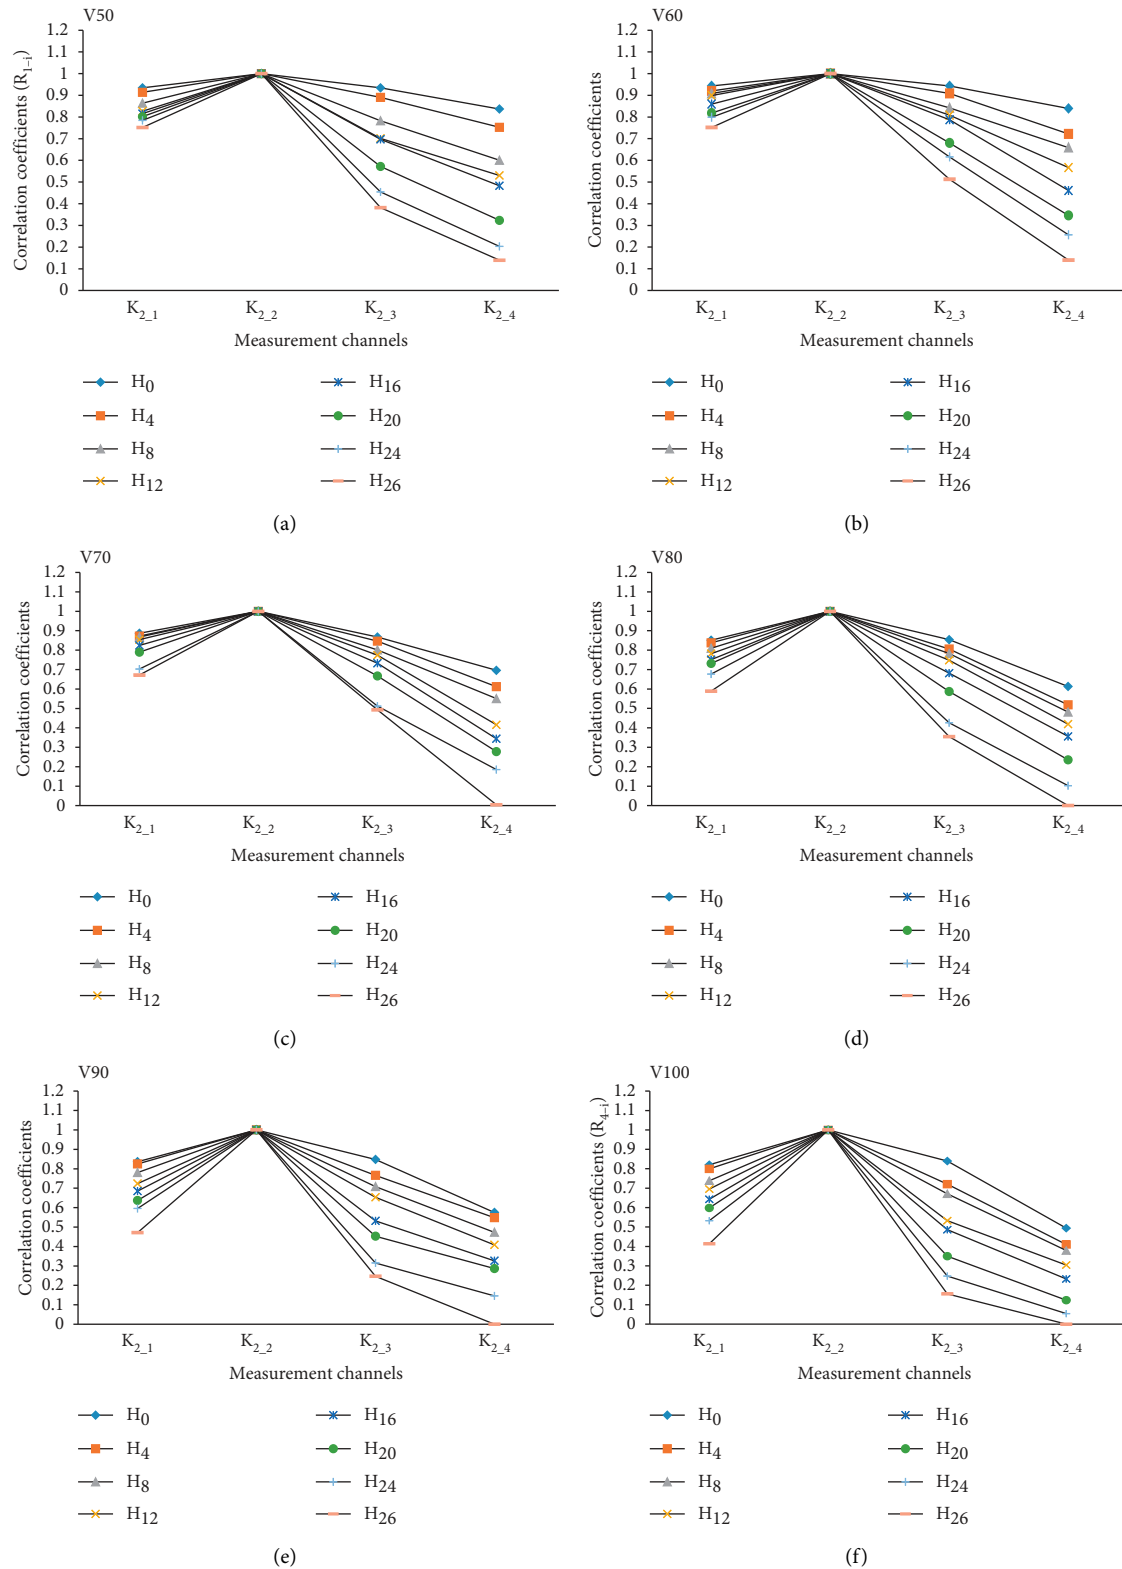 V50
Correlation coefficients (R1–i)
1.2
1.1
1
0.9
0.8
0.7
0.6
0.5
0.4
0.3
0.2
0.1
0
K2_1 K2_2 K2_3 K2_4
Measurement channels
H0 H16
H4 H20
H8 H24
H12 H26
(a)
V60
Correlation coefficients
1.2
1.1
1
0.9
0.8
0.7
0.6
0.5
0.4
0.3
0.2
0.1
0
K2_1 K2_2 K2_3 K2_4
Measurement channels
H0 H16
H4 H20
H8 H24
H12 H26
(b)
V70
Correlation coefficients
1.2
1.1
1
0.9
0.8
0.7
0.6
0.5
0.4
0.3
0.2
0.1
0
K2_1 K2_2 K2_3 K2_4
Measurement channels
H0 H16
H4 H20
H8 H24
H12 H26
(c)
V80
Correlation coefficients
1.2
1.1
1
0.9
0.8
0.7
0.6
0.5
0.4
0.3
0.2
0.1
0
K2_1 K2_2 K2_3 K2_4
Measurement channels
H0 H16
H4 H20
H8 H24
H12 H26
(d)
V90
Correlation coefficients
1.2
1.1
1
0.9
0.8
0.7
0.6
0.5
0.4
0.3
0.2
0.1
0
K2_1 K2_2 K2_3 K2_4
Measurement channels
H0 H16
H4 H20
H8 H24
H12 H26
(e)
V100
Correlation coefficients (R4–i)
1.2
1.1
1
0.9
0.8
0.7
0.6
0.5
0.4
0.3
0.2
0.1
0
K2_1 K2_2 K2_3 K2_4
Measurement channels
H0 H16
H4 H20
H8 H24
H12 H26
(f)